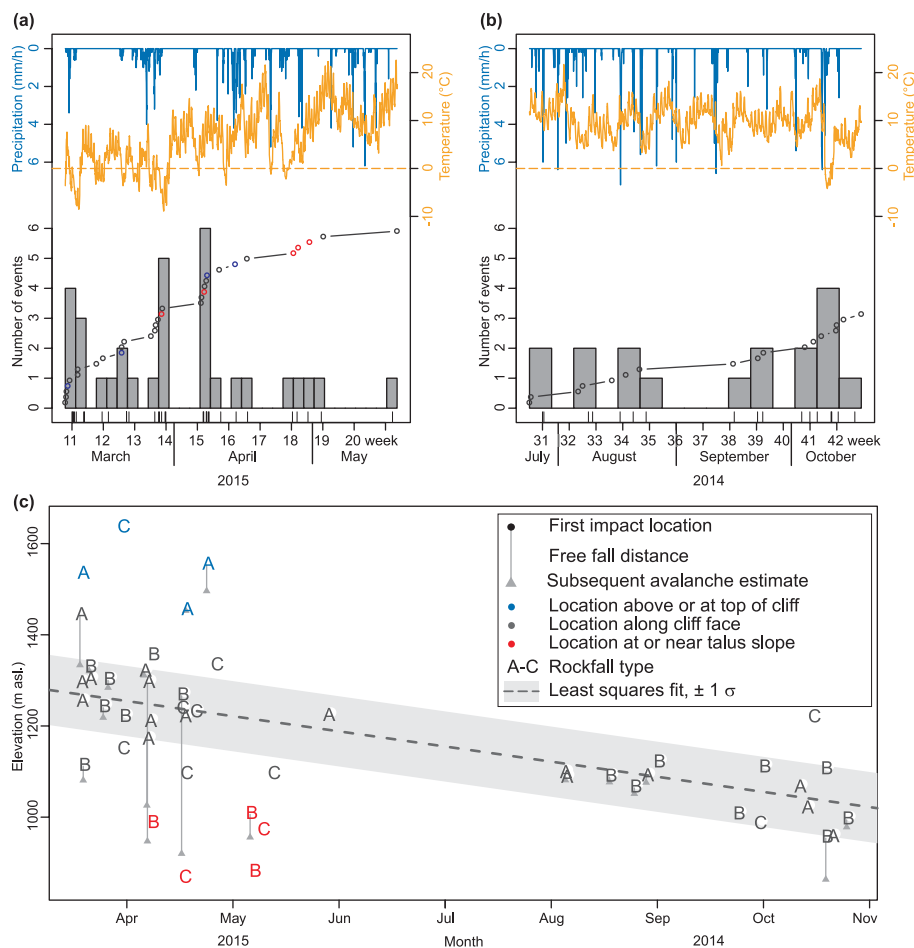 (a)
Precipitation (mm/h)
0
2
4
6
Temperature (°C)
20
10
0
-10
Number of events
6
5
4
3
2
1
0
11 12 13 14 15 16 17 18 19 20 week
March April May
2015
(b)
Precipitation (mm/h)
0
2
4
6
Temperature (°C)
20
10
0
-10
Number of events
6
5
4
3
2
1
0
31 32 33 34 35 36 37 38 39 40 41 42 week
July August September October
2014
(c)
Elevation (m asl.)
1600
1400
1200
1000
First impact location
Free fall distance
Subsequent avalanche estimate
Location above or at top of cliff
Location along cliff face
Location at or near talus slope
A-C Rockfall type
Least squares fit, ± 1 σ
C
A A
A
A C
B C
B A A
A B A B
A B C C A
B C A A
C
B C C
B B
C
C B
A B B A B
B C B A A
C B A B
Apr May Jun Jul Aug Sep Oct Nov
2015 Month 2014